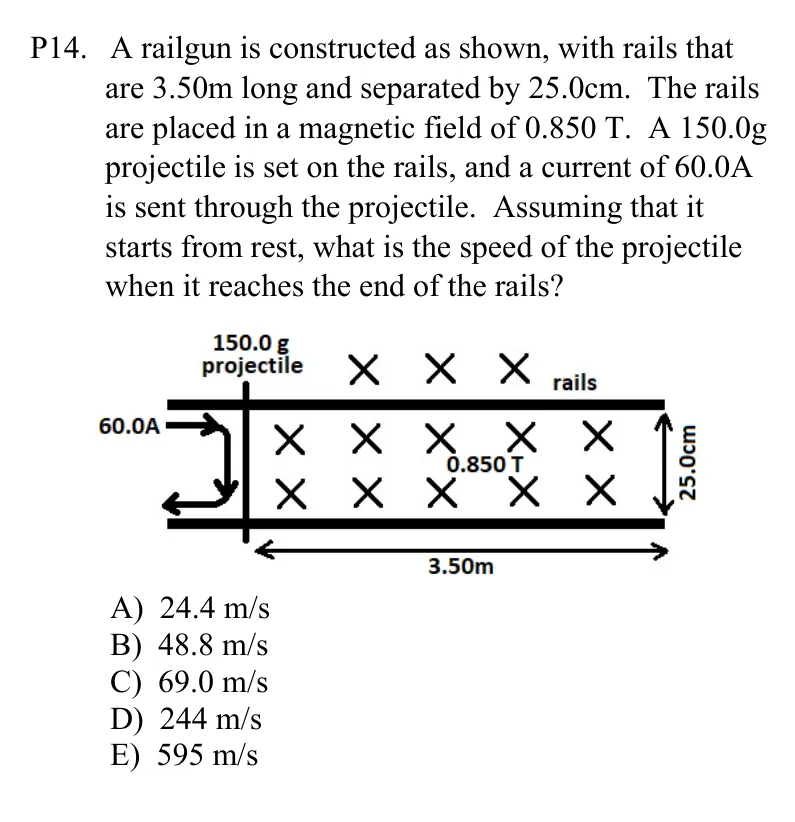 P14. A railgun is constructed as shown, with rails that
are 3.50m long and separated by 25.0cm. The rails
are placed in a magnetic field of 0.850 T. A 150.0g
projectile is set on the rails, and a current of 60.0A
is sent through the projectile. Assuming that it
starts from rest, what is the speed of the projectile
when it reaches the end of the rails?
150.0 g
projectile
rails
60.0A
0.850 T
25.0cm
3.50m
A) 24.4 m/s
B) 48.8 m/s
C) 69.0 m/s
D) 244 m/s
E) 595 m/s